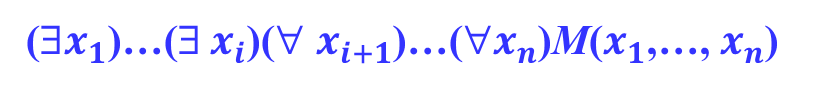 (∃x₁)…(∃ xᵢ)(∀ xᵢ₊₁)…(∀xₙ)M(x₁,…, xₙ)